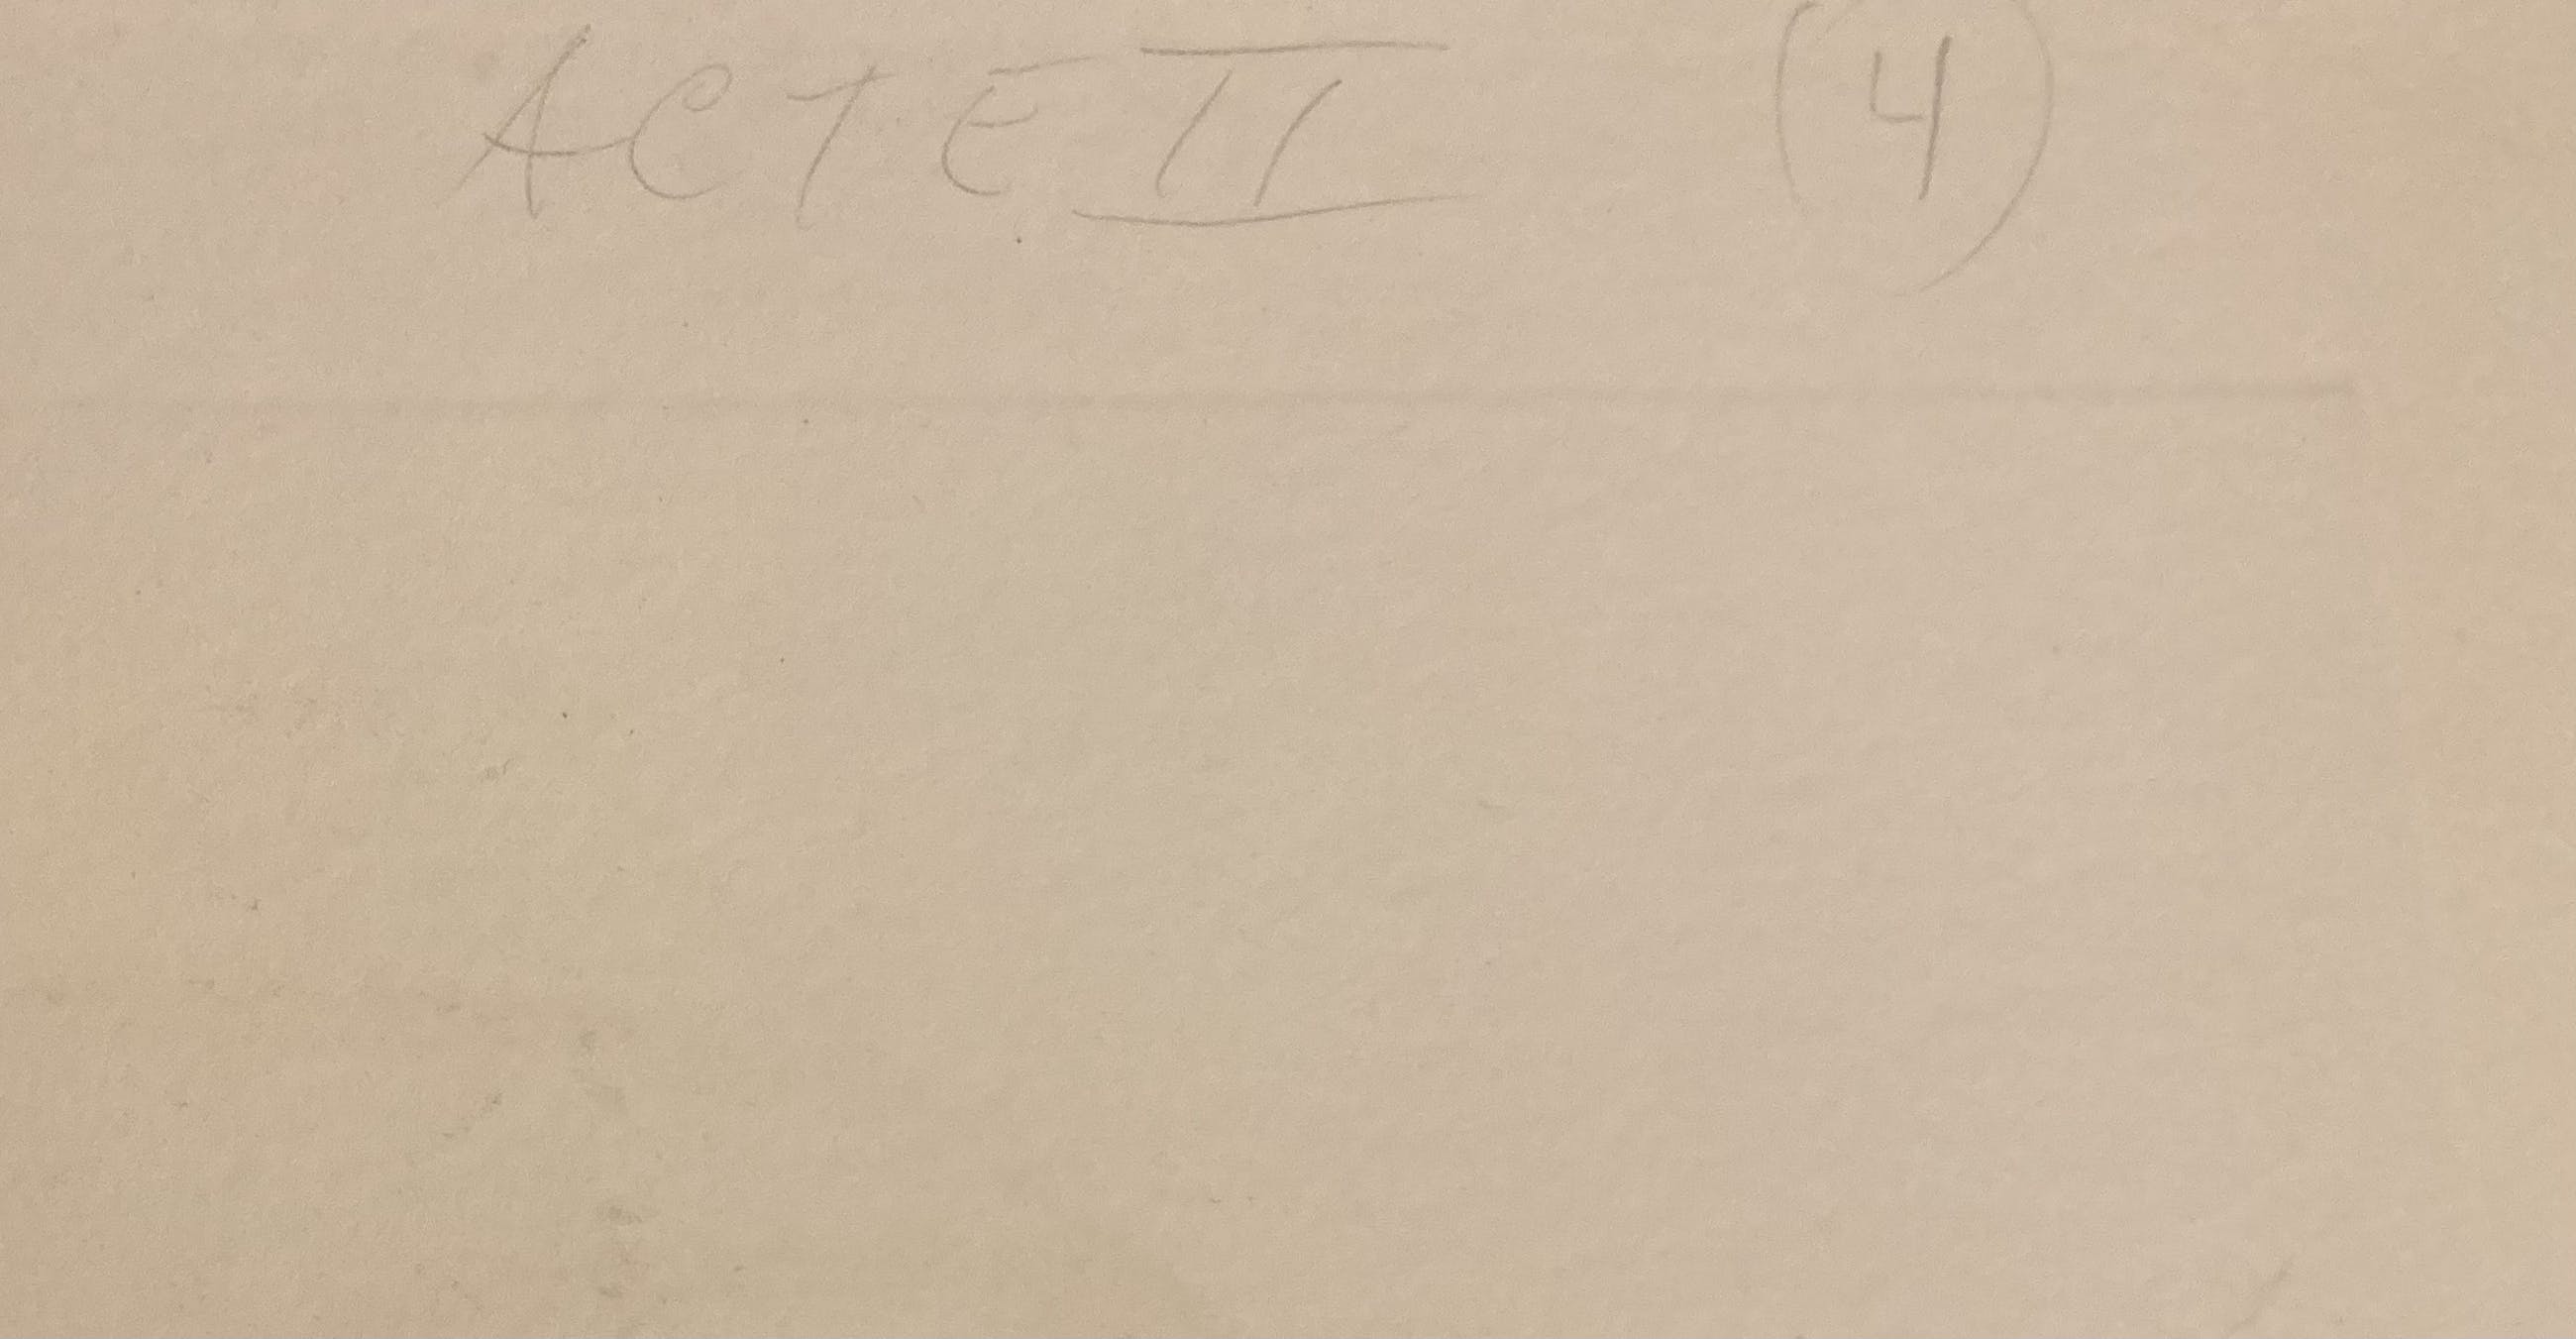 ACTE II (4)